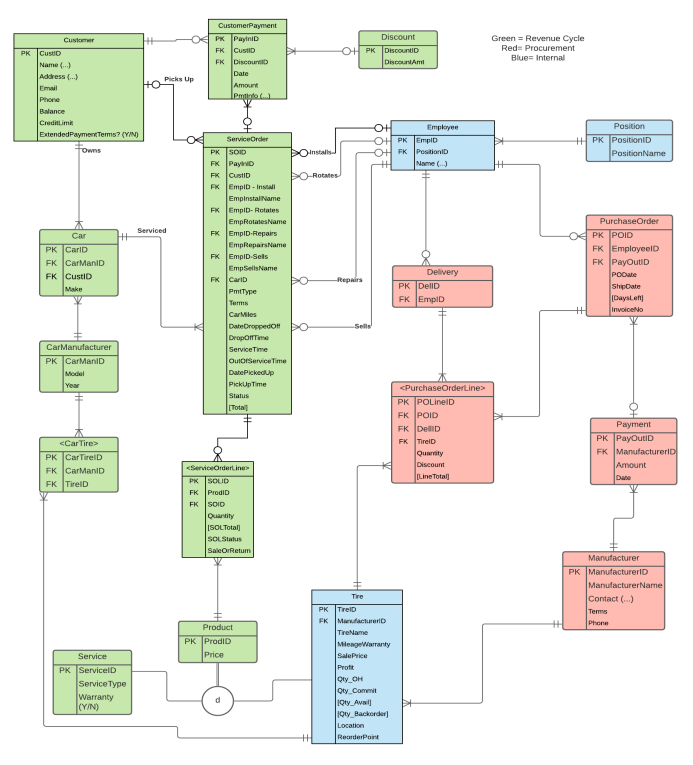 Green = Revenue Cycle
Red= Procurement
Blue= Internal
Customer
PK CustID
Name (...)
Address (...)
Email
Phone
Balance
CreditLimit
ExtendedPaymentTerms? (Y/N)
CustomerPayment
PK PayInID
FK CustID
FK DiscountID
Date
Amount
PmtInfo (...)
Discount
PK DiscountID
DiscountAmt
Picks Up
Owns
Serviced
Installs
Rotates
Repairs
Sells
ServiceOrder
PK SOID
FK PayInID
FK CustID
FK EmpID - Install
EmpInstallName
FK EmpID- Rotates
EmpRotatesName
FK EmpID-Repairs
EmpRepairsName
FK EmpID-Sells
EmpSellsName
FK CarID
PmtType
Terms
CarMiles
DateDroppedOff
DropOffTime
ServiceTime
OutOfServiceTime
DatePickedUp
PickUpTime
Status
[Total]
Employee
PK EmpID
FK PositionID
Name (...)
Position
PK PositionID
PositionName
Car
PK CarID
FK CarManID
FK CustID
Make
CarManufacturer
PK CarManID
Model
Year
<CarTire>
PK CarTireID
FK CarManID
FK TireID
Delivery
PK DelID
FK EmpID
PurchaseOrder
PK POID
FK EmployeeID
FK PayOutID
PODate
ShipDate
[DaysLeft]
InvoiceNo
<PurchaseOrderLine>
PK POLineID
FK POID
FK DelIID
FK TireID
Quantity
Discount
[LineTotal]
Payment
PK PayOutID
FK ManufacturerID
Amount
Date
<ServiceOrderLine>
PK SOLID
FK ProdID
FK SOID
Quantity
[SOLTotal]
SOLStatus
SaleOrReturn
Manufacturer
PK ManufacturerID
ManufacturerName
Contact (...)
Terms
Phone
Product
PK ProdID
Price
Service
PK ServiceID
ServiceType
Warranty
(Y/N)
d
Tire
PK TireID
FK ManufacturerID
TireName
MileageWarranty
SalePrice
Profit
Qty_OH
Qty_Commit
[Qty_Avail]
[Qty_Backorder]
Location
ReorderPoint